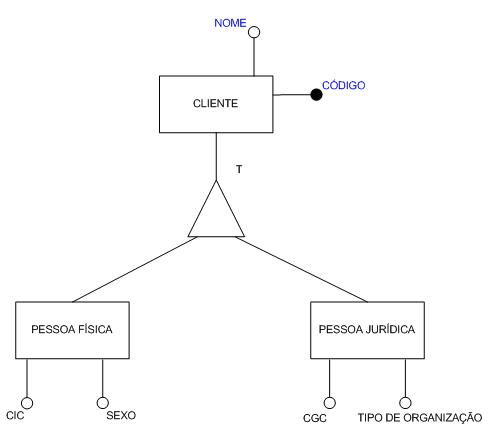 NOME
CÓDIGO
CLIENTE
T
PESSOA FÍSICA
PESSOA JURÍDICA
CIC
SEXO
CGC
TIPO DE ORGANIZAÇÃO